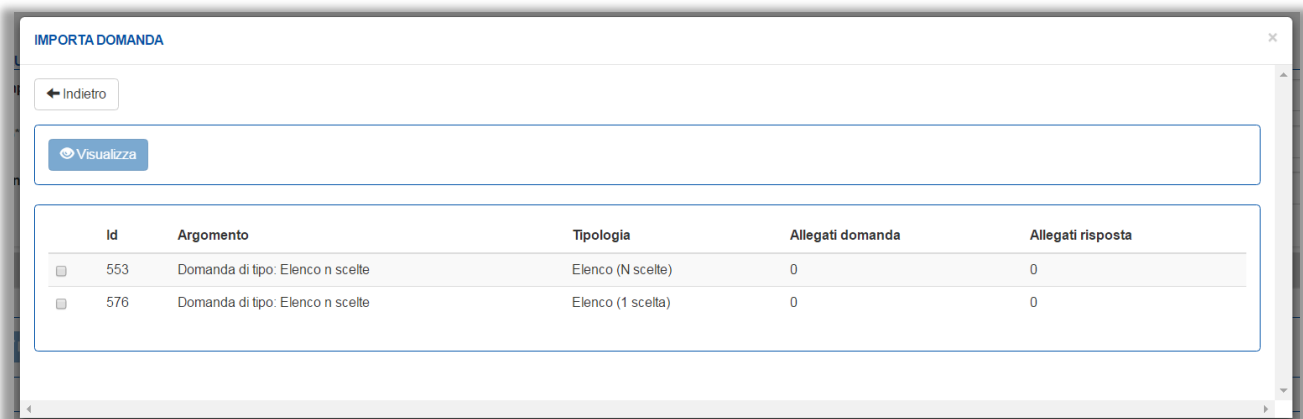 IMPORTA DOMANDA ×
Indietro
Visualizza
Id Argomento Tipologia Allegati domanda Allegati risposta
553 Domanda di tipo: Elenco n scelte Elenco (N scelte) 0 0
576 Domanda di tipo: Elenco n scelte Elenco (1 scelta) 0 0